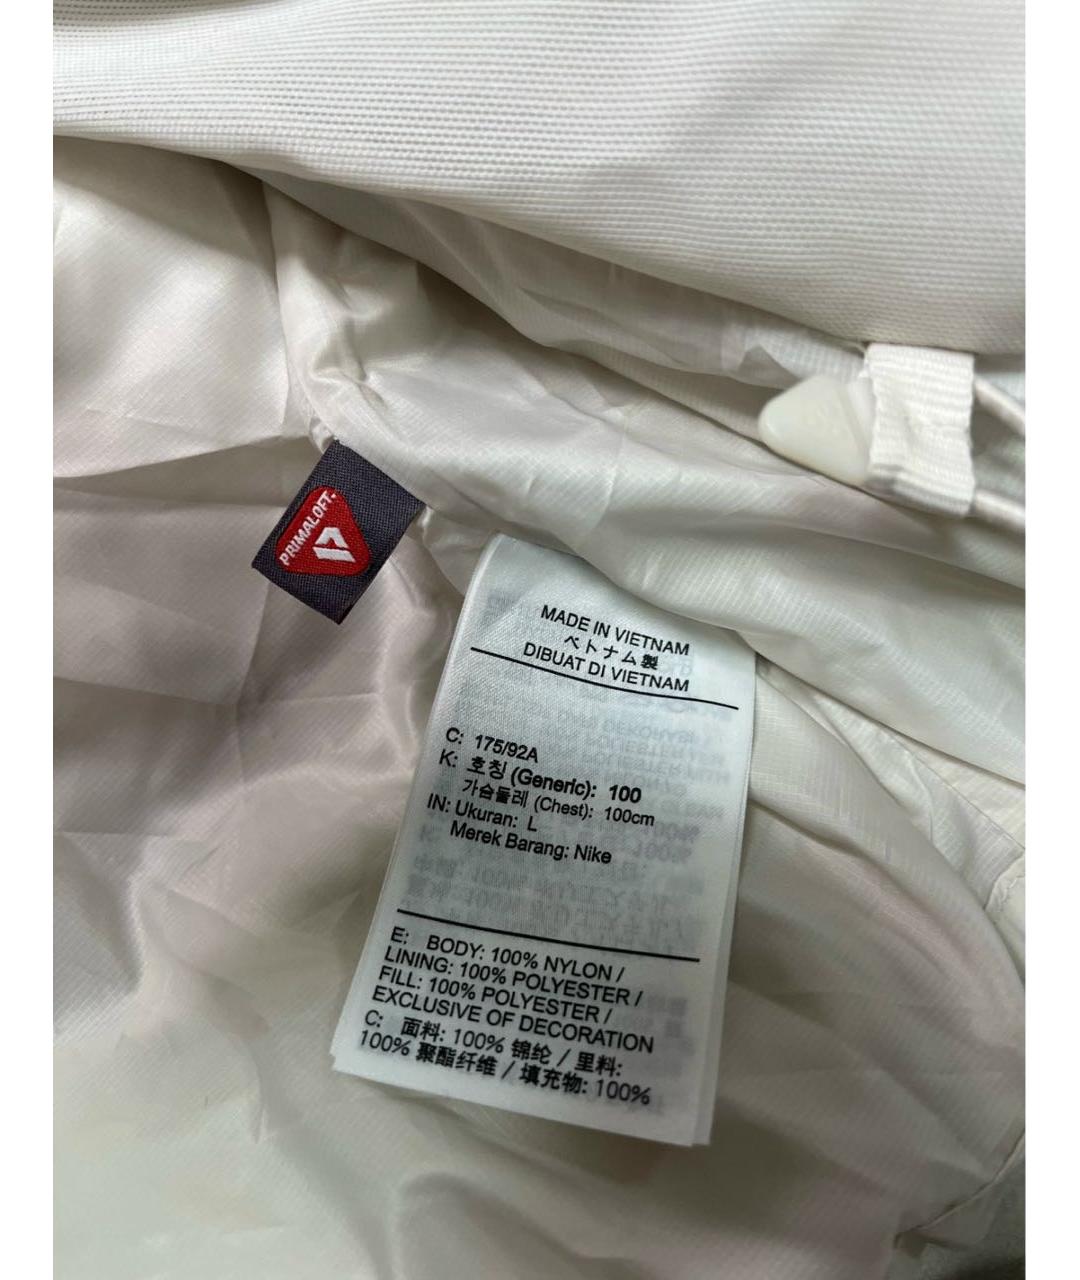 PRIMALOFT.
MADE IN VIETNAM
ベトナム製
DIBUAT DI VIETNAM
C: 175/92A
K: 호칭 (Generic): 100
가슴둘레 (Chest): 100cm
IN: Ukuran: L
Merek Barang: Nike
E: BODY: 100% NYLON /
LINING: 100% POLYESTER /
FILL: 100% POLYESTER /
EXCLUSIVE OF DECORATION
C: 面料: 100% 锦纶 / 里料:
100% 聚酯纤维 / 填充物: 100%